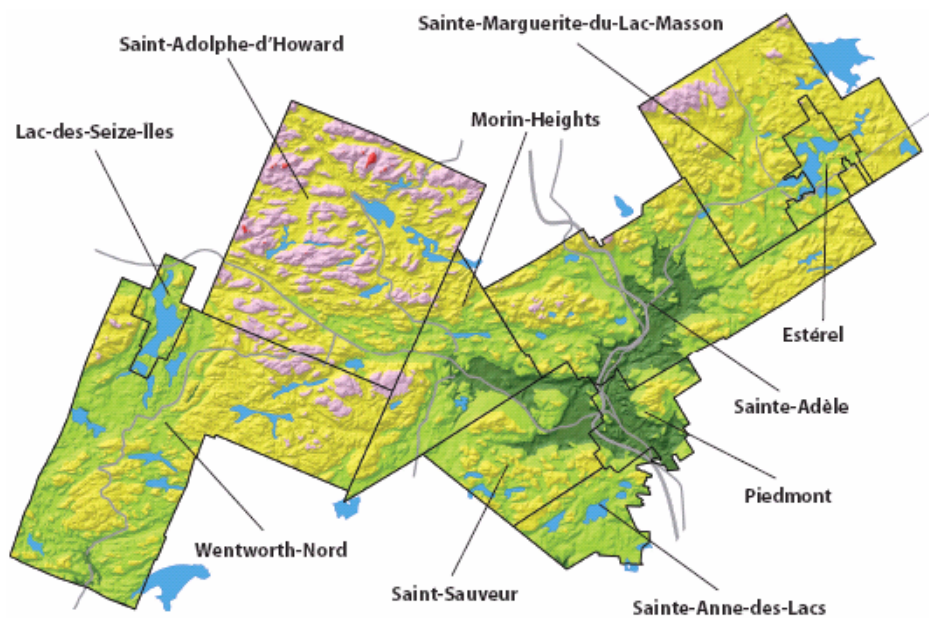 Sainte-Marguerite-du-Lac-Masson
Saint-Adolphe-d'Howard
Morin-Heights
Lac-des-Seize-Îles
Estérel
Sainte-Adèle
Piedmont
Wentworth-Nord
Saint-Sauveur
Sainte-Anne-des-Lacs